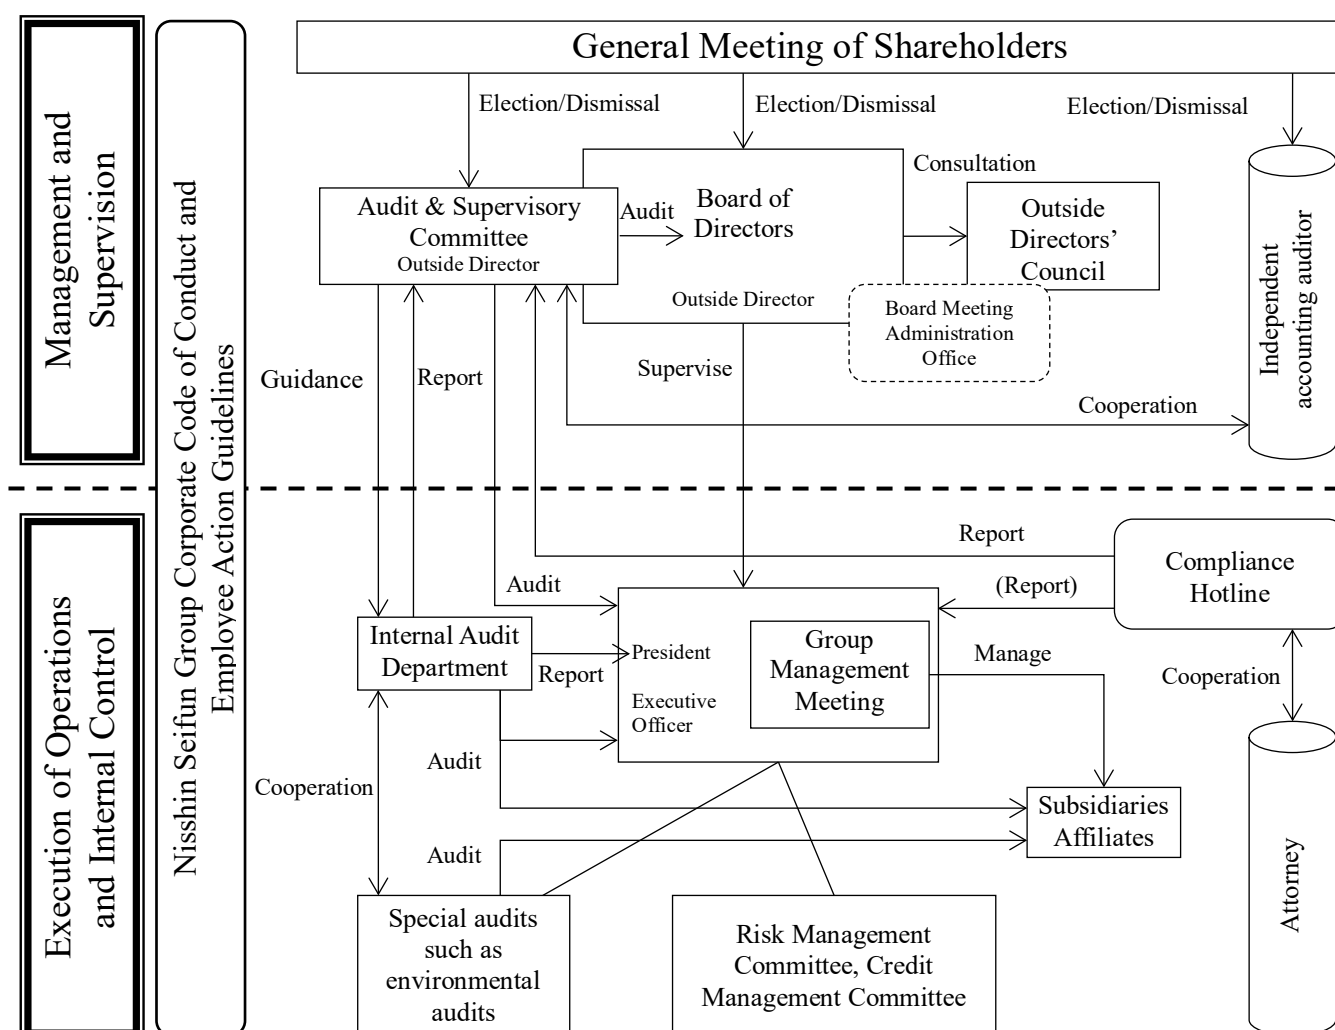 General Meeting of Shareholders
Management and
Supervision
Nisshin Seifun Group Corporate Code of Conduct and
Employee Action Guidelines
Election/Dismissal
Election/Dismissal
Election/Dismissal
Audit & Supervisory
Committee
Outside Director
Audit
Board of
Directors
Consultation
Outside
Directors’
Council
Independent
accounting auditor
Outside Director
Board Meeting
Administration
Office
Guidance
Report
Supervise
Cooperation
Execution of Operations
and Internal Control
Report
Compliance
Hotline
(Report)
Audit
Internal Audit
Department
Report
President
Executive
Officer
Group
Management
Meeting
Manage
Cooperation
Cooperation
Audit
Subsidiaries
Affiliates
Audit
Attorney
Special audits
such as
environmental
audits
Risk Management
Committee, Credit
Management Committee